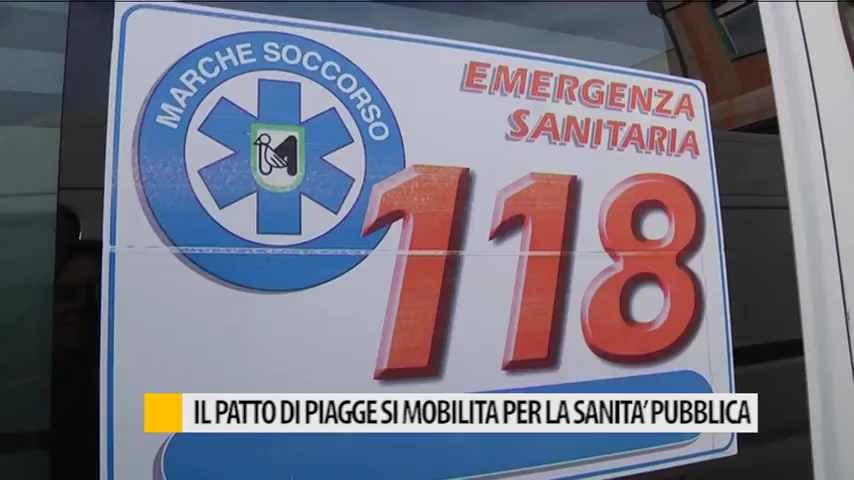 MARCHE SOCCORSO
EMERGENZA
SANITARIA
118
IL PATTO DI PIAGGE SI MOBILITA PER LA SANITA' PUBBLICA